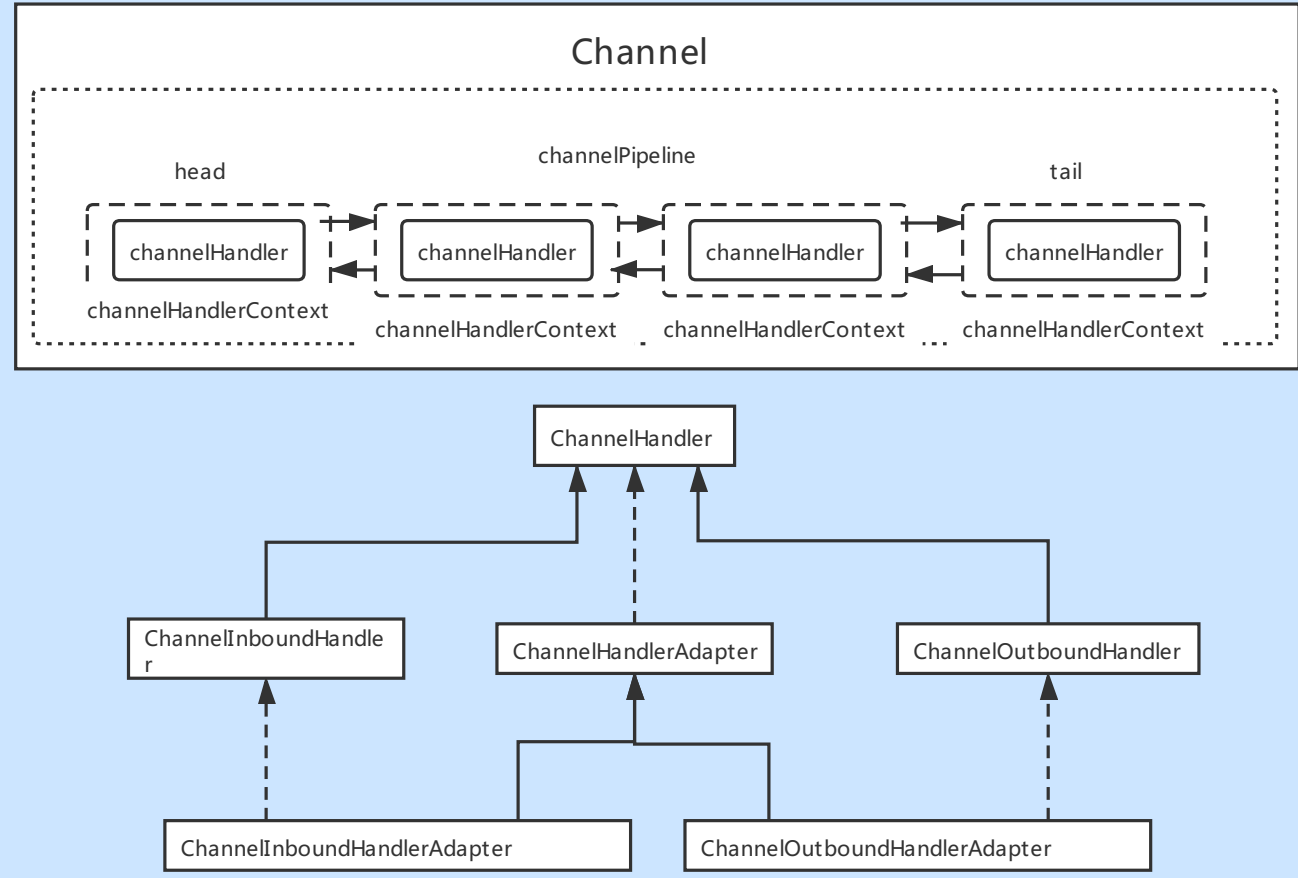 Channel
channelPipeline
head
tail
channelHandler
channelHandler
channelHandler
channelHandler
channelHandlerContext
channelHandlerContext
channelHandlerContext
channelHandlerContext
ChannelHandler
ChannelInboundHandle
r
ChannelHandlerAdapter
ChannelOutboundHandler
ChannelInboundHandlerAdapter
ChannelOutboundHandlerAdapter